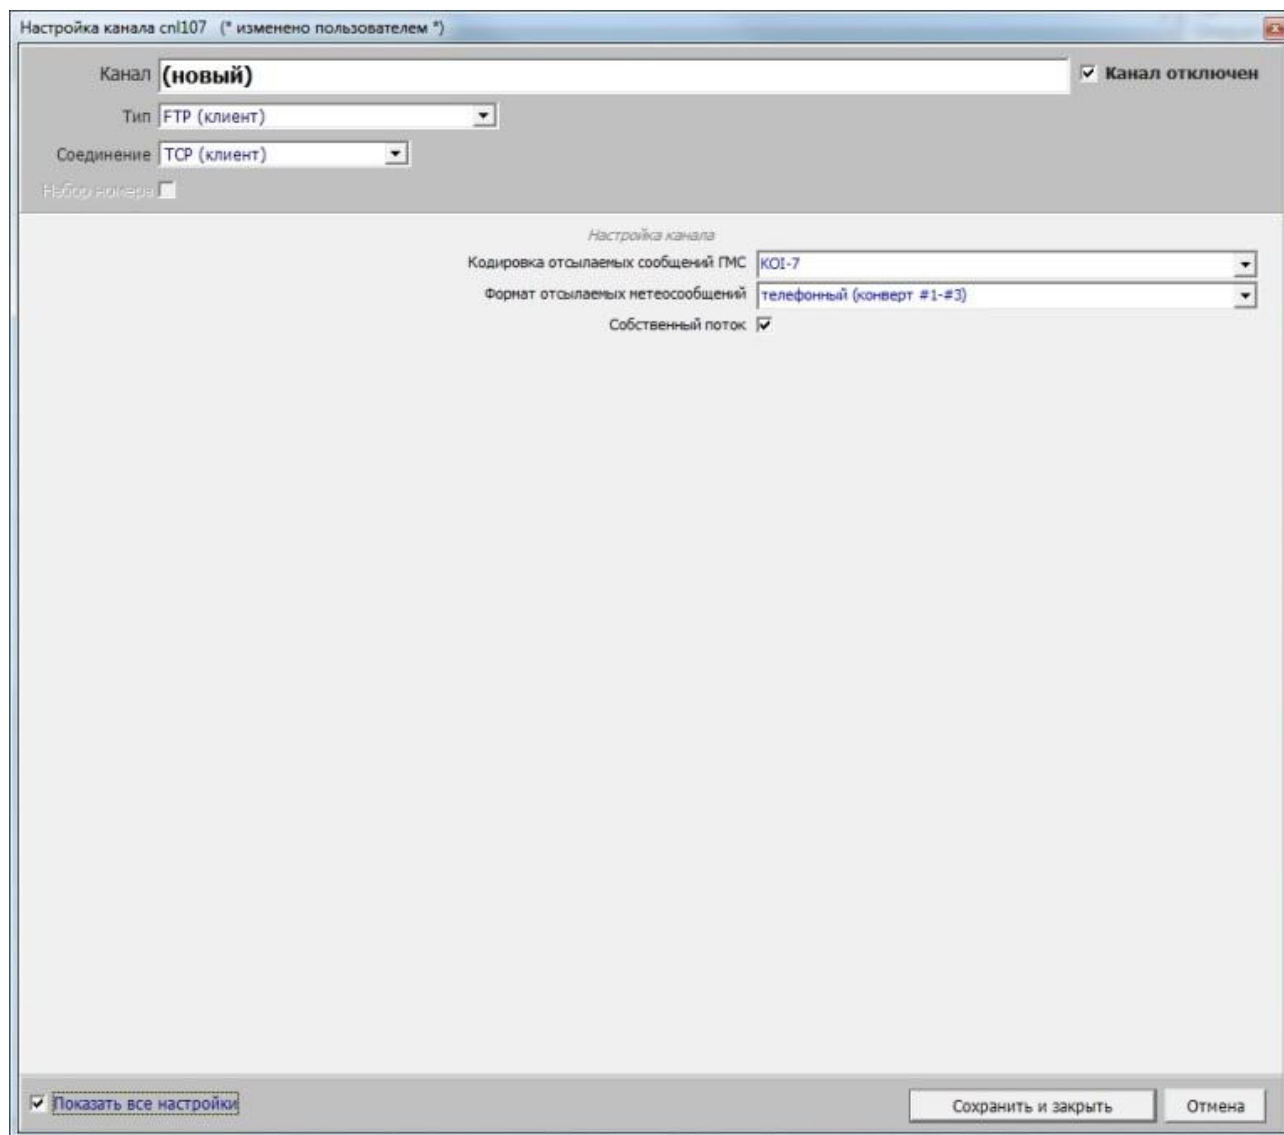 Настройка канала cnl107 (* изменено пользователем *)
Канал (новый) Канал отключен
Тип FTP (клиент)
Соединение TCP (клиент)
Набор номера
Настройка канала
Кодировка отсылаемых сообщений ГМС KOI-7
Формат отсылаемых метеосообщений телефонный (конверт #1-#3)
Собственный поток
Показать все настройки Сохранить и закрыть Отмена